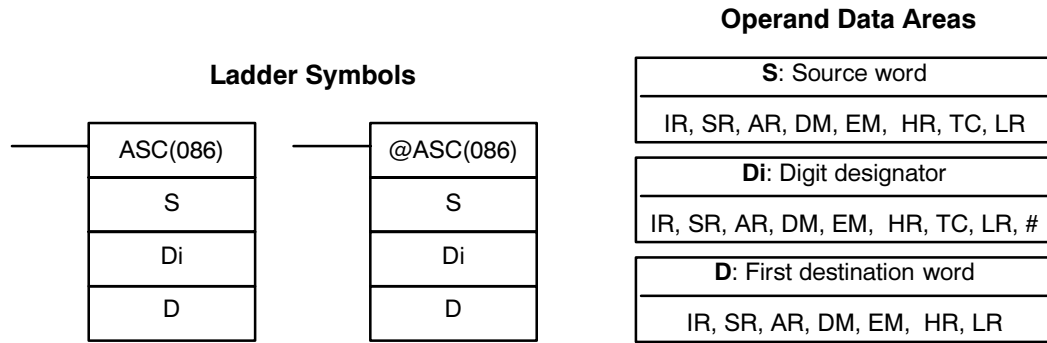 Ladder Symbols
ASC(086)
S
Di
D
@ASC(086)
S
Di
D
Operand Data Areas
S: Source word
IR, SR, AR, DM, EM, HR, TC, LR
Di: Digit designator
IR, SR, AR, DM, EM, HR, TC, LR, #
D: First destination word
IR, SR, AR, DM, EM, HR, LR